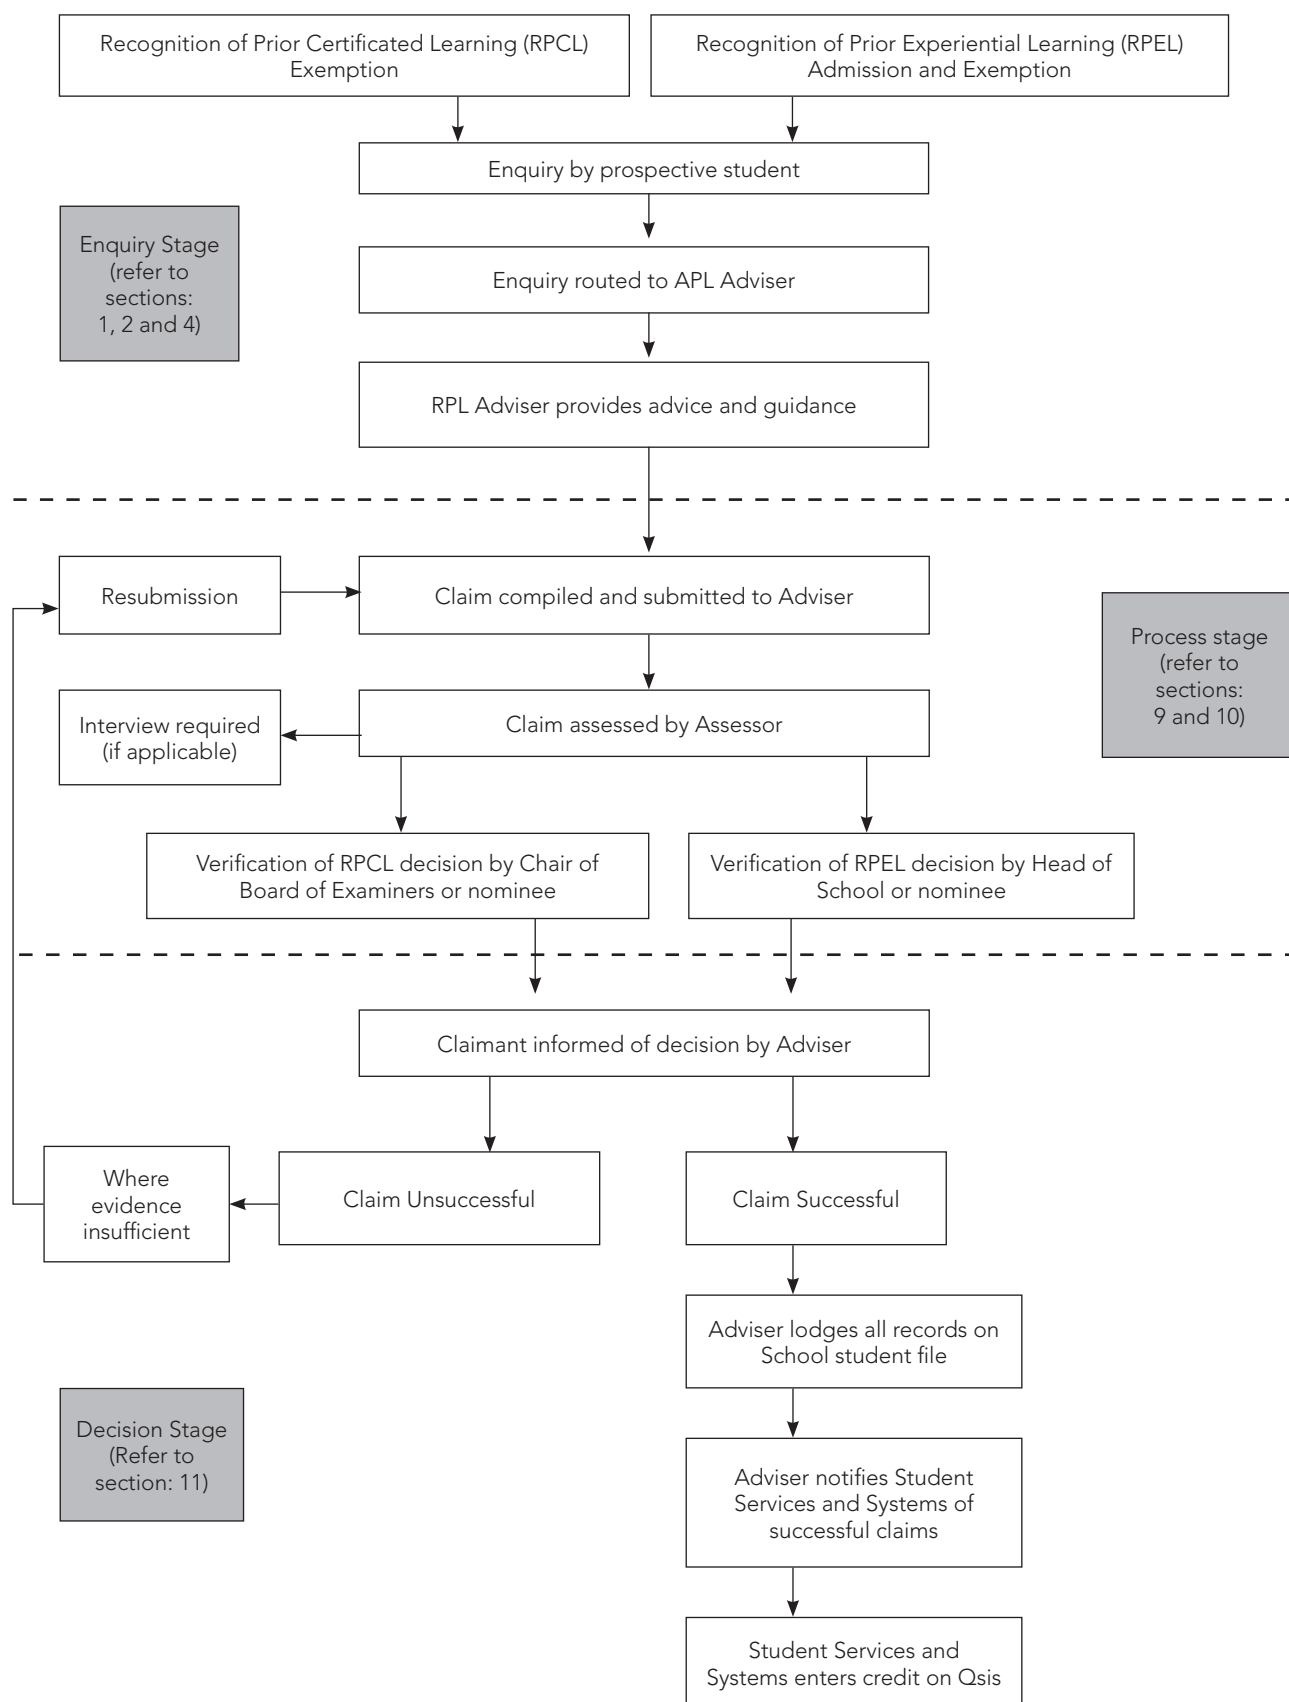 Recognition of Prior Certificated Learning (RPCL)
Exemption
Recognition of Prior Experiential Learning (RPEL)
Admission and Exemption
Enquiry by prospective student
Enquiry Stage
(refer to
sections:
1, 2 and 4)
Enquiry routed to APL Adviser
RPL Adviser provides advice and guidance
Resubmission
Claim compiled and submitted to Adviser
Process stage
(refer to
sections:
9 and 10)
Interview required
(if applicable)
Claim assessed by Assessor
Verification of RPCL decision by Chair of
Board of Examiners or nominee
Verification of RPEL decision by Head of
School or nominee
Claimant informed of decision by Adviser
Where
evidence
insufficient
Claim Unsuccessful
Claim Successful
Adviser lodges all records on
School student file
Decision Stage
(Refer to
section: 11)
Adviser notifies Student
Services and Systems of
successful claims
Student Services and
Systems enters credit on Qsis